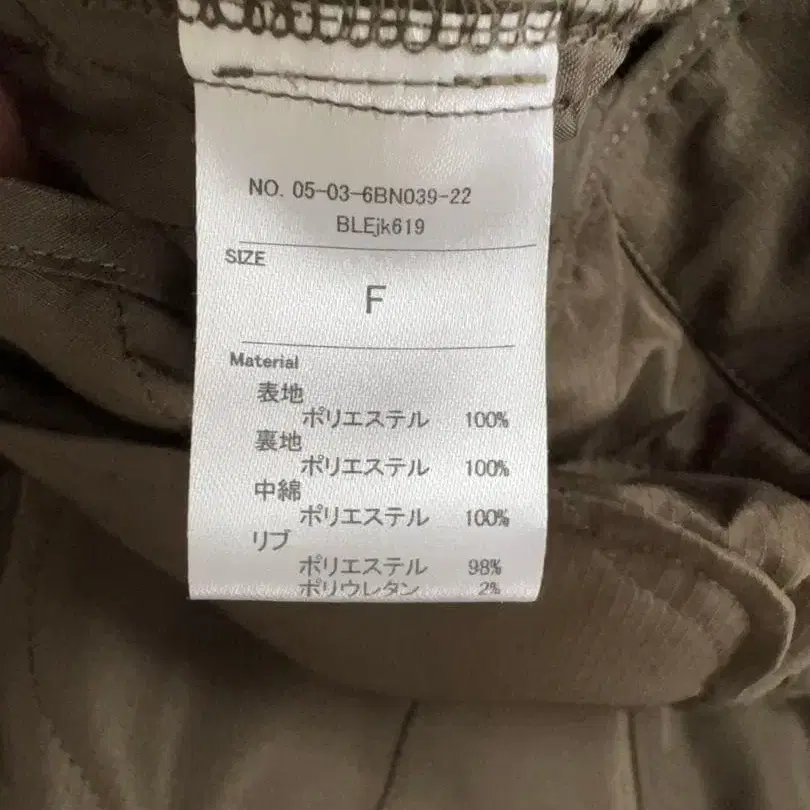 NO. 05-03-6BN039-22
BLEjk619
SIZE
F
Material
表地
ポリエステル 100%
裏地
ポリエステル 100%
中綿
ポリエステル 100%
リブ
ポリエステル 98%
ポリウレタン 2%